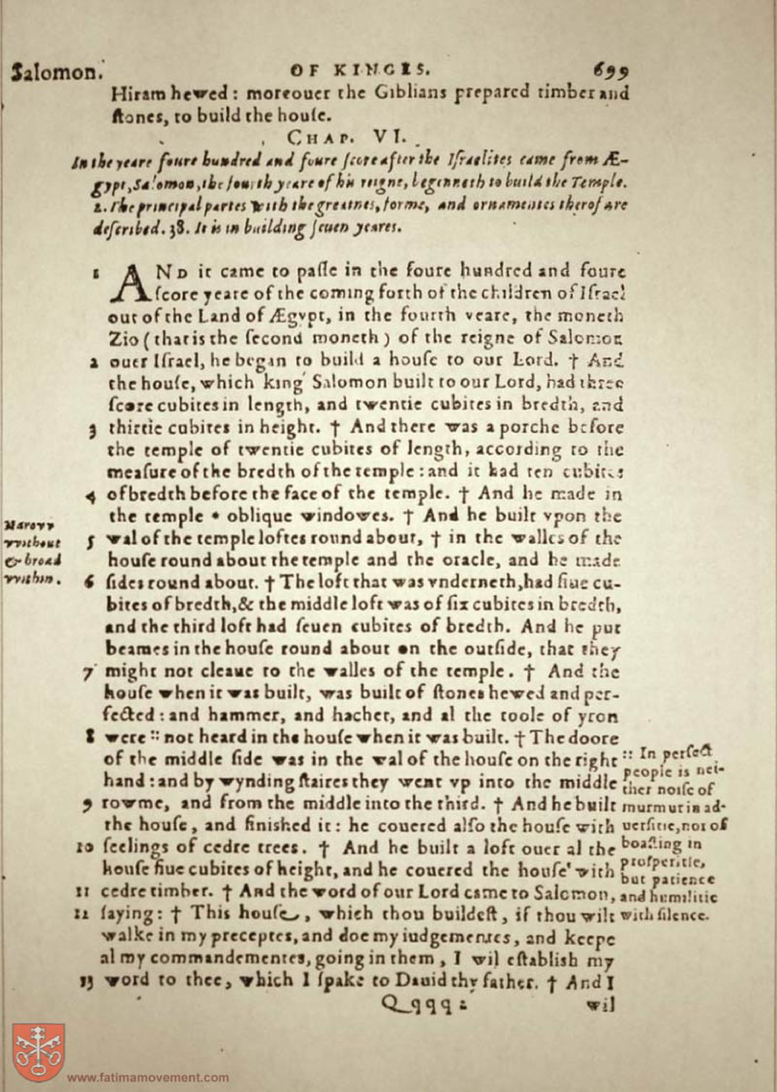 Salomon. OF KINGES. 699
Hiram hewed : moreouer the Giblians prepared timber and
ſtones, to build the houſe.
CHAP. VI.
In the yeare foure hundred and foure ſcore after the Iſraelites came from Æ-
gypt, Salomon, the fourth yeare of his reigne, beginneth to build the Temple.
2. The principal partes with the greatnes, forme, and ornamentes therof are
deſcribed. 38. It is in building ſeuen yeares.
1 AND it came to paſſe in the foure hundred and foure
ſcore yeare of the coming forth of the children of Iſrael
out of the Land of Ægypt, in the fourth yeare, the moneth
Zio ( that is the ſecond moneth ) of the reigne of Salomon
2 ouer Iſrael, he began to build a houſe to our Lord. † And
the houſe, which king Salomon built to our Lord, had three
ſcore cubites in length, and twentie cubites in bredth, and
3 thirtie cubites in height. † And there was a porche before
the temple of twentie cubites of length, according to the
meaſure of the bredth of the temple : and it had ten cubites
4 of bredth before the face of the temple. † And he made in
the temple * oblique windowes. † And he built vpon the
5 wal of the temple loftes round about, † in the walles of the
houſe round about the temple and the oracle, and he made
6 ſides round about. † The loft that was vnderneth, had fiue cu-
bites of bredth, & the middle loft was of ſix cubites in bredth,
and the third loft had ſeuen cubites of bredth. And he put
beames in the houſe round about on the outſide, that they
7 might not cleaue to the walles of the temple. † And the
houſe when it was built, was built of ſtones hewed and per-
fected : and hammer, and hachet, and al the toole of yron
8 were :: not heard in the houſe when it was built. † The doore
of the middle ſide was in the wal of the houſe on the right
hand : and by wynding ſtaires they went vp into the middle
9 rowme, and from the middle into the third. † And he built
the houſe, and finiſhed it : he couered alſo the houſe with
10 ſeelings of cedre trees. † And he built a loft ouer al the
houſe fiue cubites of height, and he couered the houſe with
11 cedre timber. † And the word of our Lord came to Salomon,
12 ſaying : † This houſe, which thou buildeſt, if thou wilt
walke in my preceptes, and doe my iudgementes, and keepe
al my commandementes, going in them, I wil eſtabliſh my
13 word to thee, which I ſpake to Dauid thy father. † And I
Qqqq 2 wil
Narovv
vvithout
& broad
vvithin.
:: In perfect
people is nei-
ther noiſe of
murmur in ad-
uerſitie, nor of
boaſting in
proſperitie,
but patience
and humilitie
with ſilence.
www.fatimamovement.com